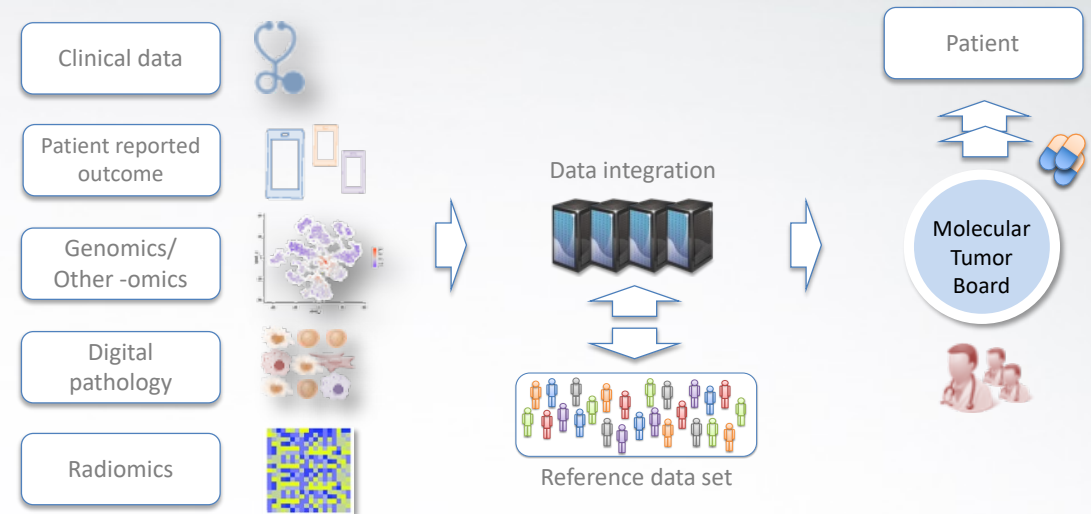 Clinical data
Patient reported
outcome
Genomics/
Other -omics
Digital
pathology
Radiomics
Data integration
Reference data set
Patient
Molecular
Tumor
Board